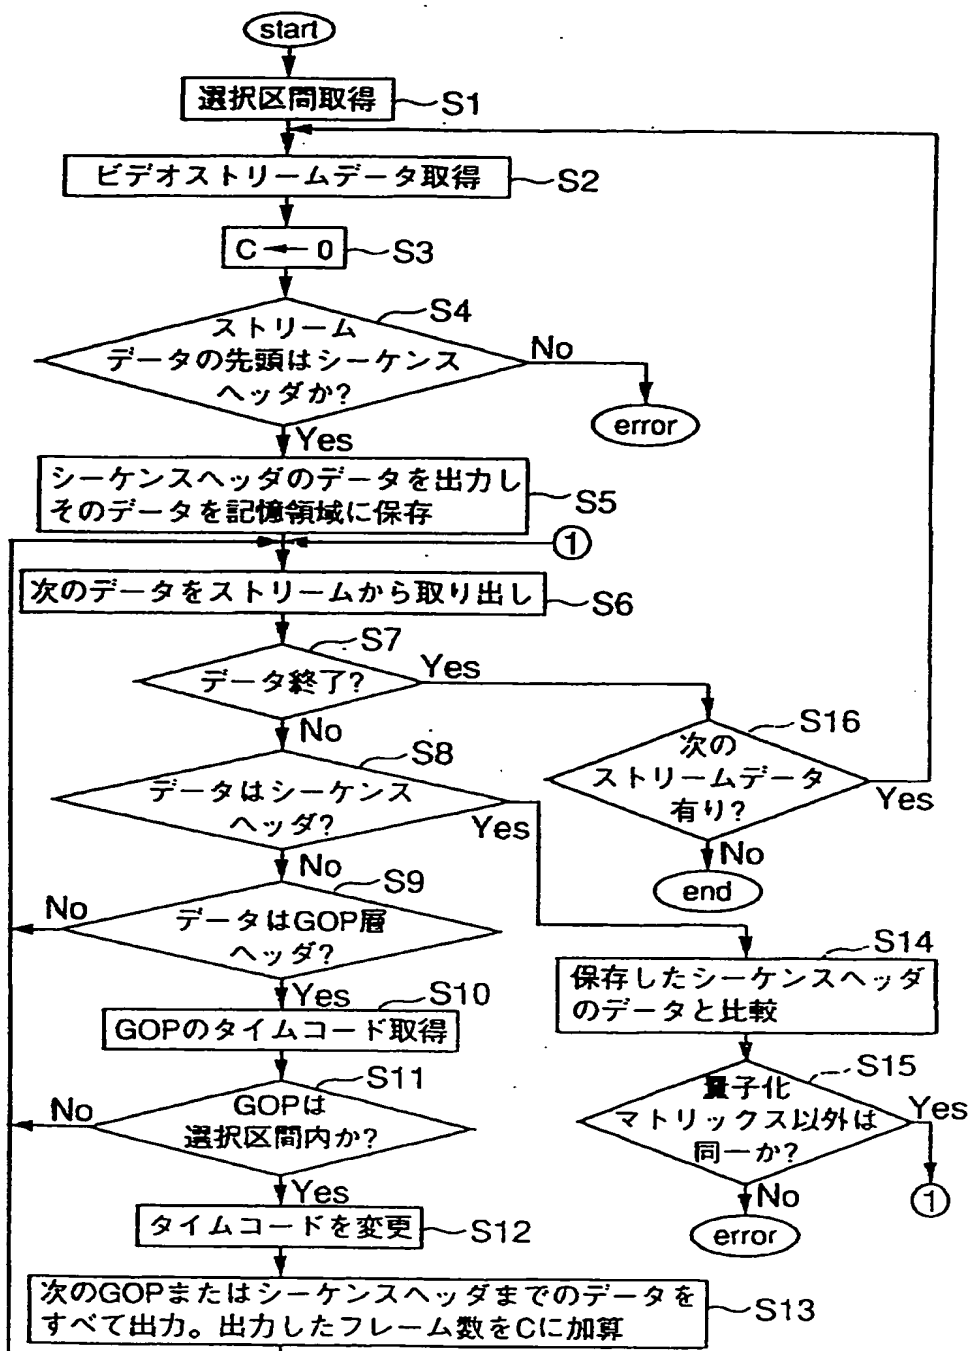 start
選択区間取得
S1
ビデオストリームデータ取得
S2
C ← 0
S3
S4
ストリーム
データの先頭はシーケンス
ヘッダか?
No
error
Yes
シーケンスヘッダのデータを出力し
そのデータを記憶領域に保存
S5
①
次のデータをストリームから取り出し
S6
S7
データ終了?
Yes
No
S16
次の
ストリームデータ
有り?
Yes
No
end
S8
データはシーケンス
ヘッダ?
Yes
No
S9
データはGOP層
ヘッダ?
No
Yes
S10
GOPのタイムコード取得
S11
GOPは
選択区間内か?
No
Yes
タイムコードを変更
S12
次のGOPまたはシーケンスヘッダまでのデータを
すべて出力。出力したフレーム数をCに加算
S13
S14
保存したシーケンスヘッダ
のデータと比較
S15
量子化
マトリックス以外は
同一か?
Yes
①
No
error